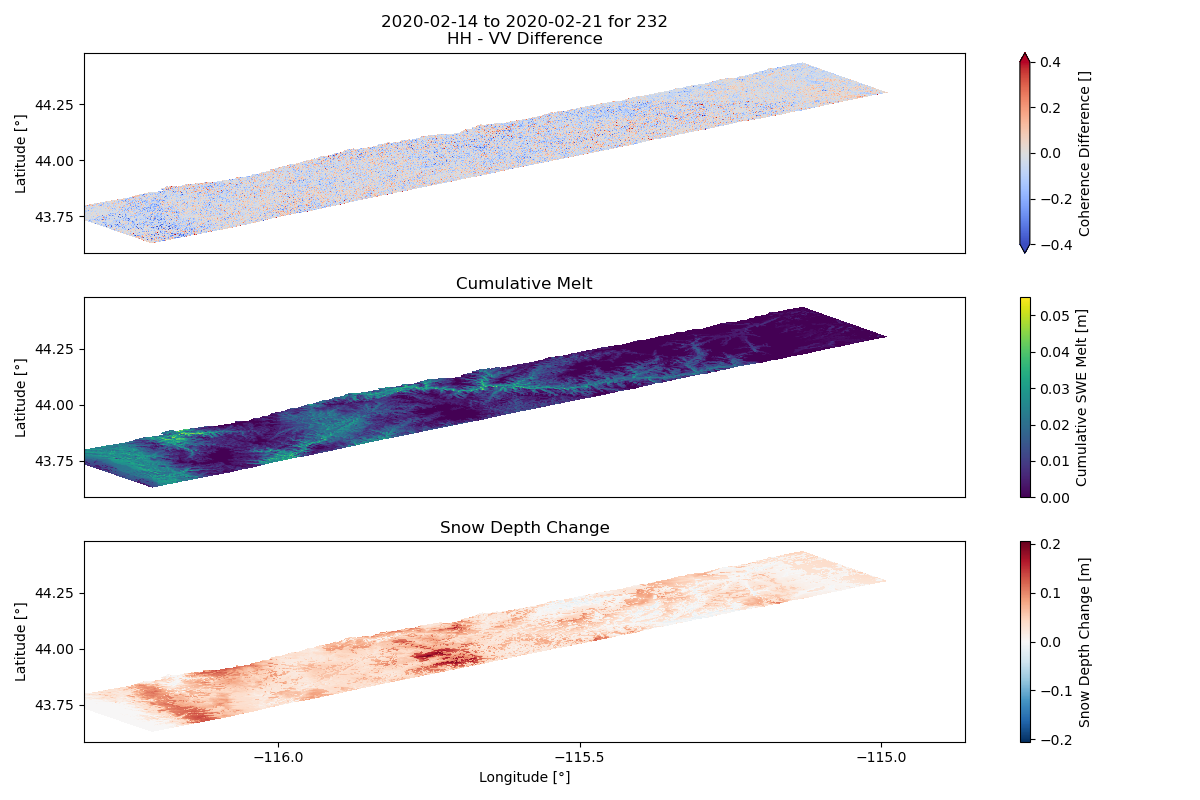 2020-02-14 to 2020-02-21 for 232
HH - VV Difference
44.25
44.00
43.75
Latitude [°]
0.4
0.2
0.0
−0.2
−0.4
Coherence Difference []
Cumulative Melt
44.25
44.00
43.75
Latitude [°]
0.05
0.04
0.03
0.02
0.01
0.00
Cumulative SWE Melt [m]
Snow Depth Change
44.25
44.00
43.75
Latitude [°]
0.2
0.1
0.0
−0.1
−0.2
Snow Depth Change [m]
−116.0
−115.5
−115.0
Longitude [°]